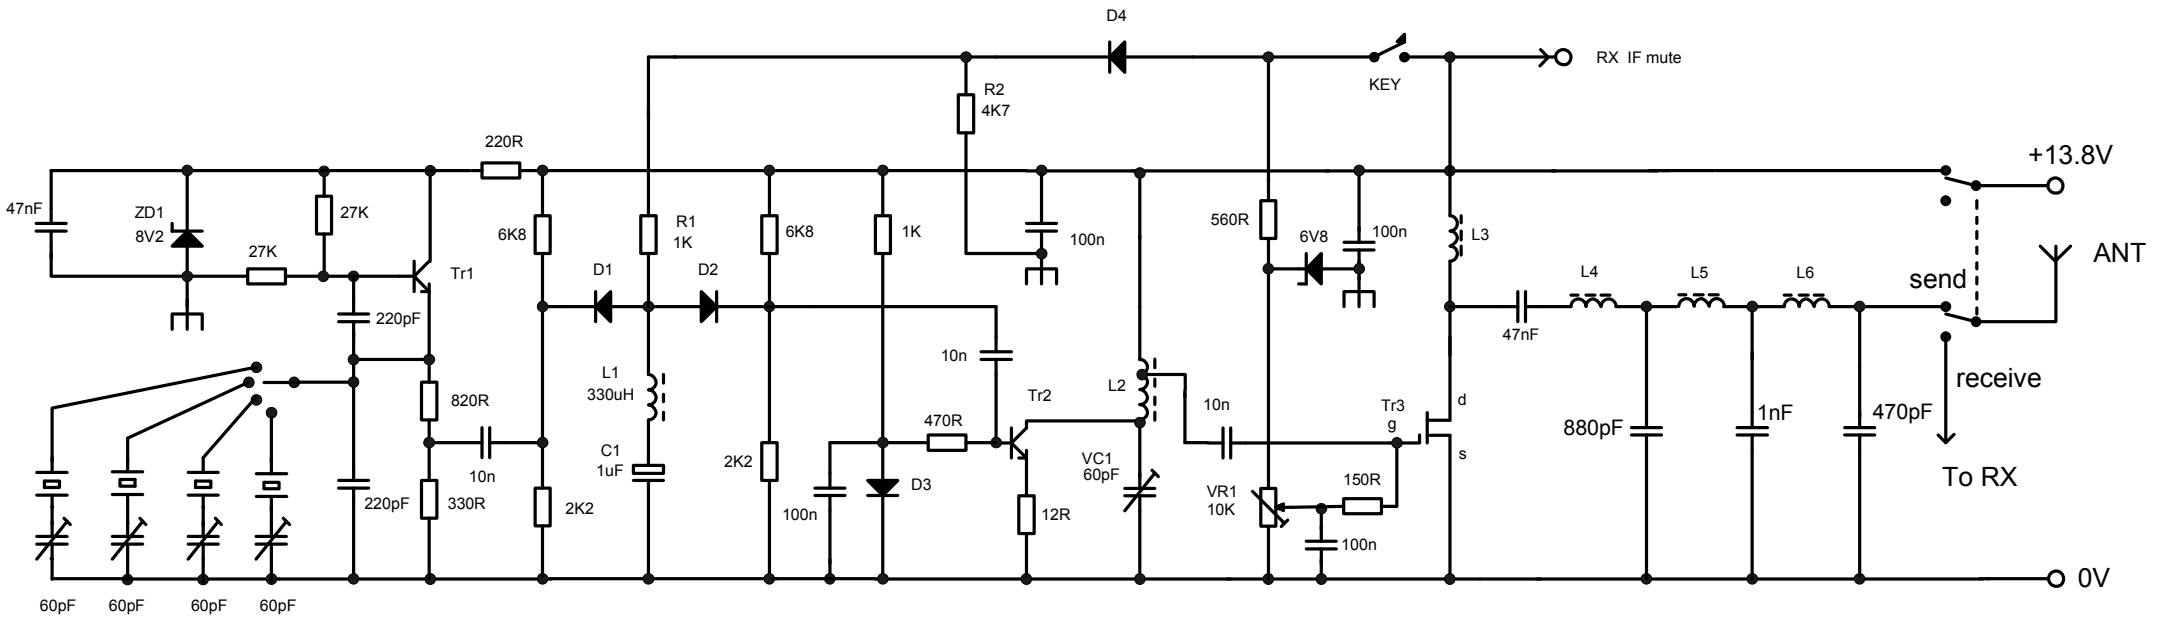 D4
RX IF mute
KEY
R2
4K7
220R
+13.8V
47nF
ZD1
8V2
27K
27K
Tr1
6K8
R1
1K
6K8
1K
100n
560R
6V8
100n
L3
ANT
D1
D2
L4
L5
L6
send
220pF
47nF
10n
L1
330uH
L2
receive
820R
Tr2
10n
Tr3
g
d
s
470R
880pF
1nF
470pF
C1
1uF
2K2
VC1
60pF
10n
220pF
330R
2K2
100n
D3
12R
VR1
10K
150R
100n
To RX
0V
60pF
60pF
60pF
60pF